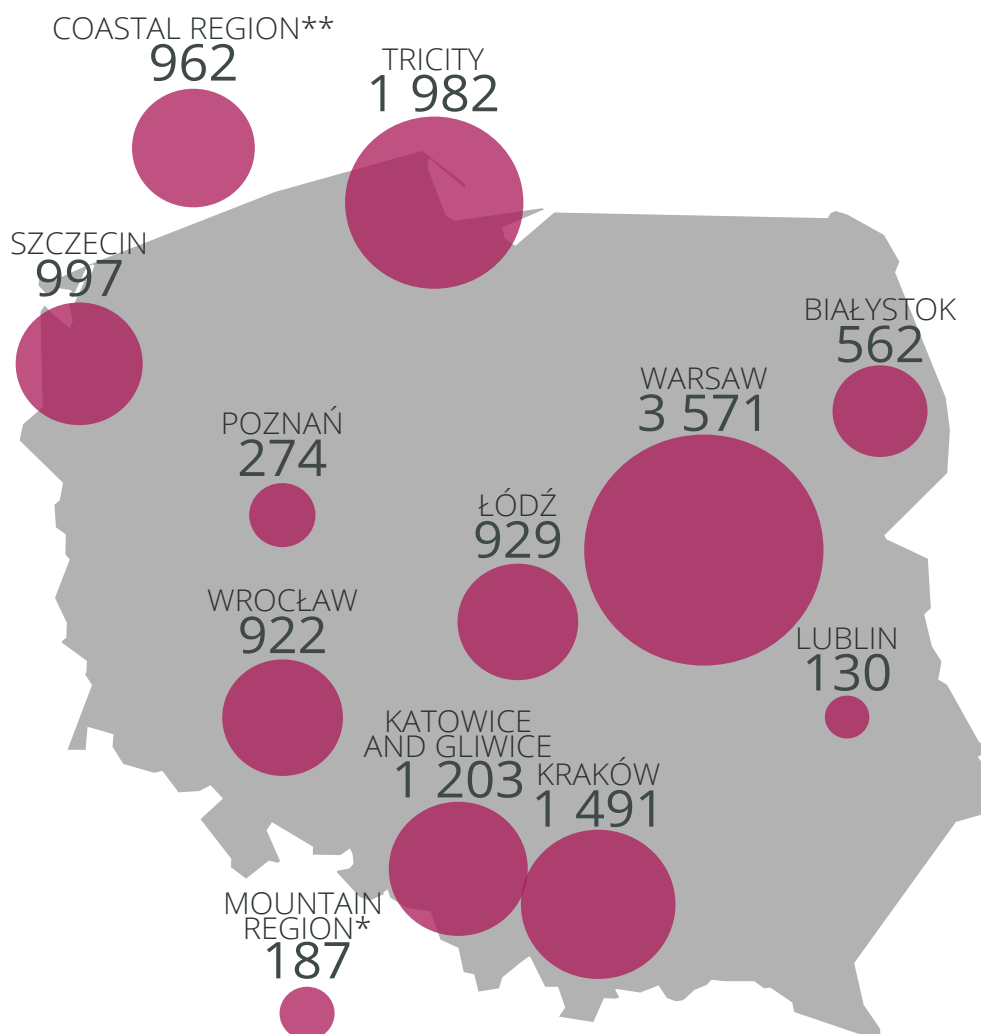 COASTAL REGION**
962
TRICITY
1 982
SZCZECIN
997
BIAŁYSTOK
562
WARSAW
3 571
POZNAŃ
274
ŁÓDŹ
929
WROCŁAW
922
LUBLIN
130
KATOWICE
AND GLIWICE
1 203
KRAKÓW
1 491
MOUNTAIN
REGION*
187